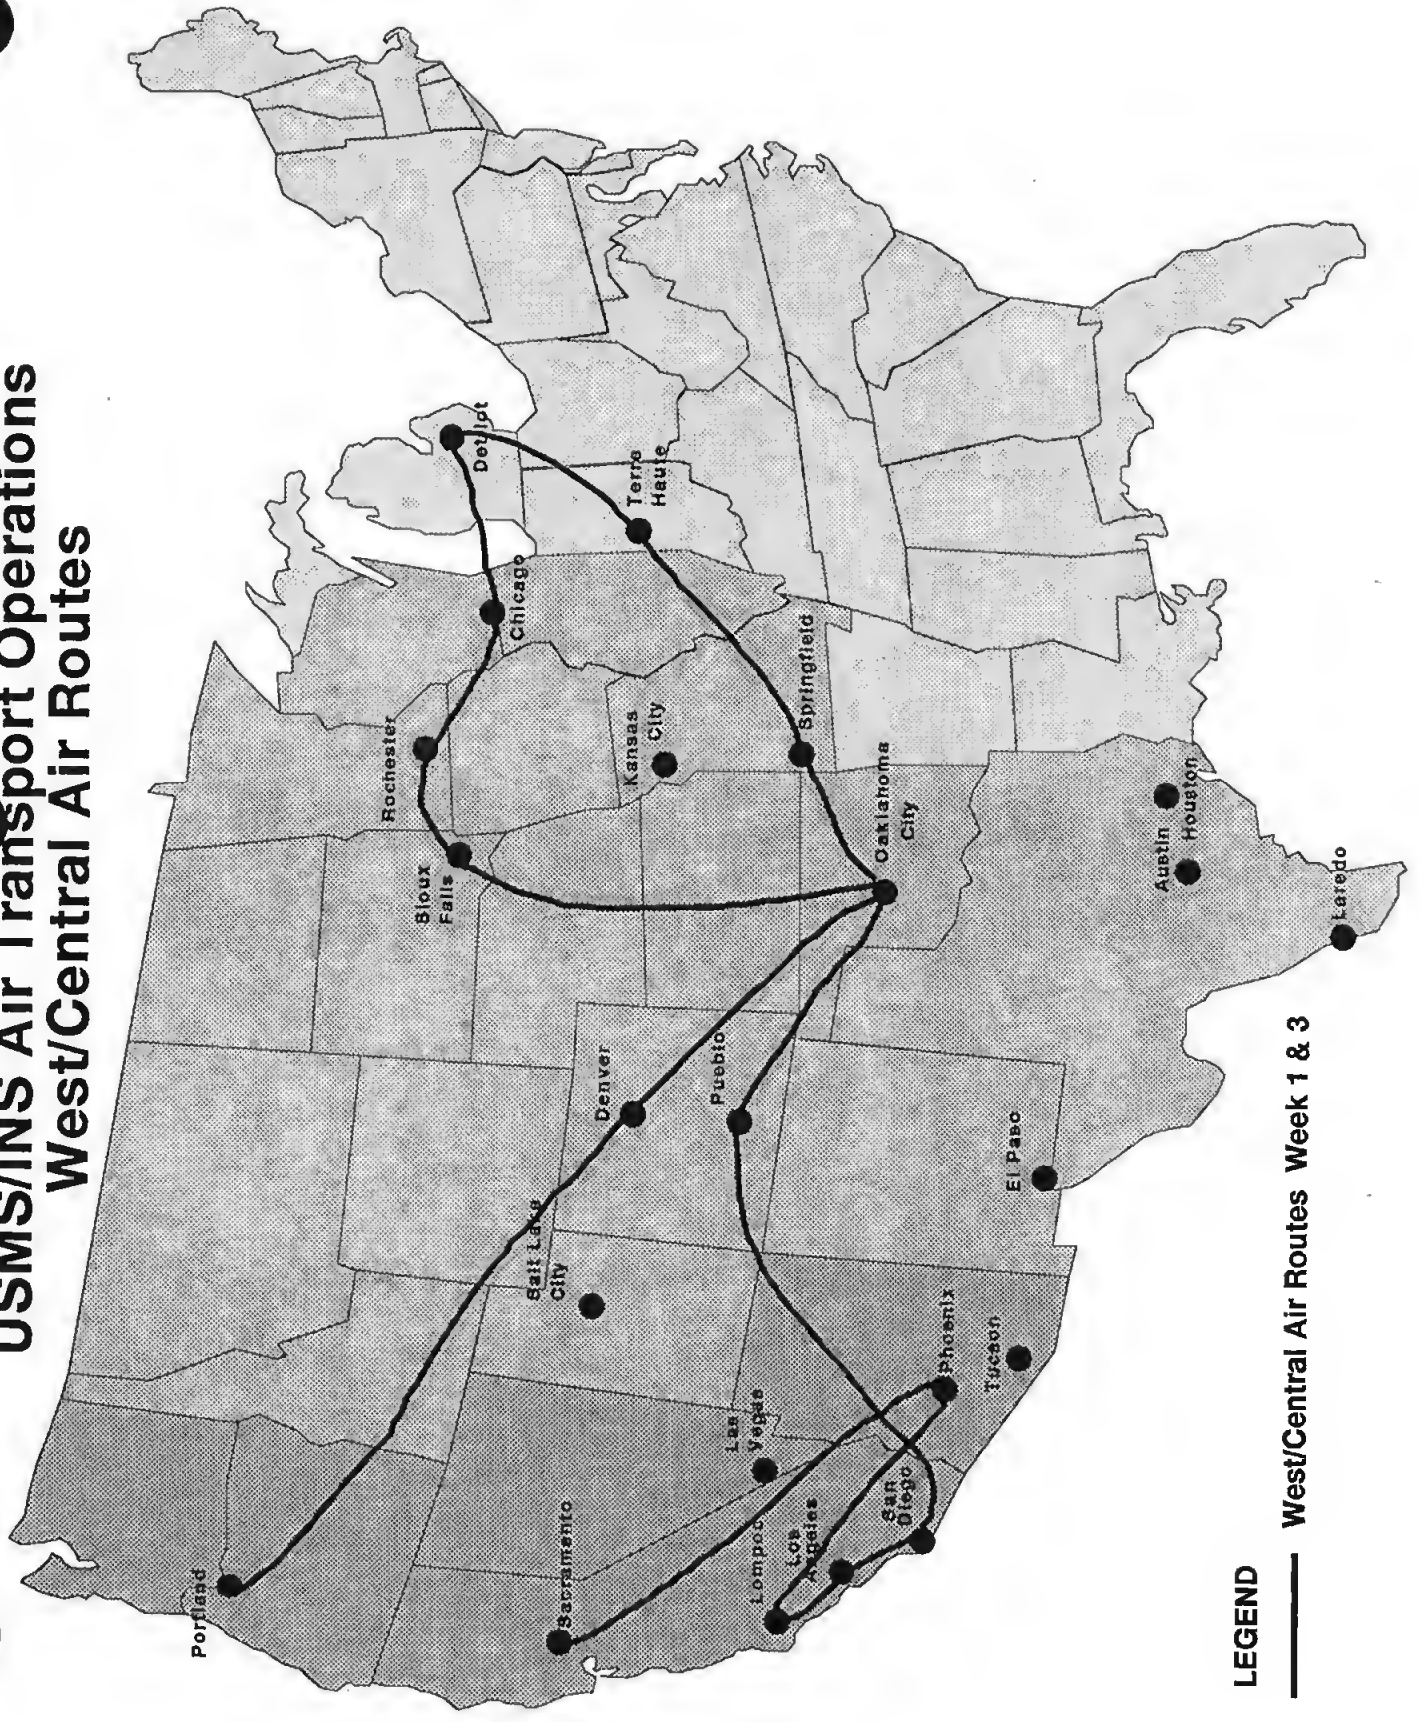 USMS/INS Air Transport Operations
West/Central Air Routes
Portland
Sacramento
Lompoc
Los
Angeles
San
Diego
Las
Vegas
Phoenix
Tucson
Salt Lake
City
Denver
Pueblo
El Paso
Sioux
Falls
Rochester
Chicago
Detroit
Terre
Haute
Kansas
City
Springfield
Oaklahoma
City
Austin
Houston
Laredo
LEGEND
West/Central Air Routes Week 1 & 3